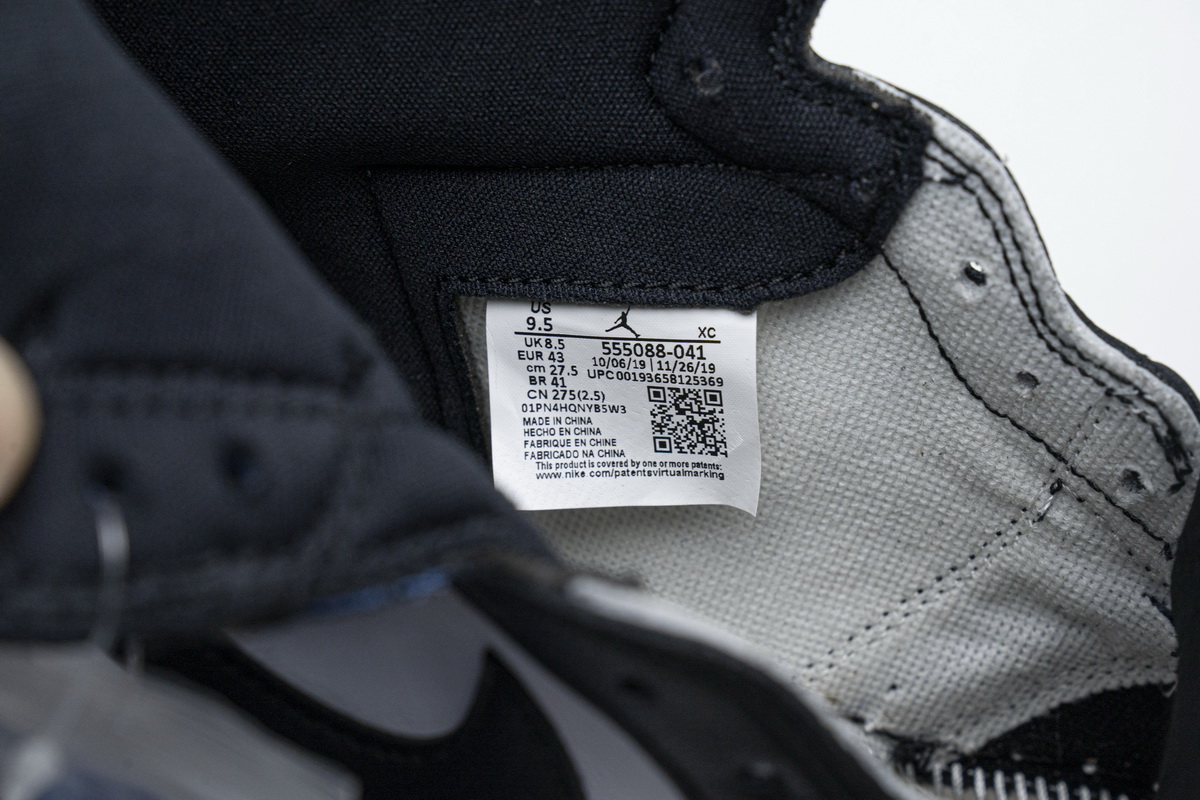 US
9.5
XC
UK 8.5
555088-041
EUR 43
10/06/19 | 11/26/19
cm 27.5
UPC 00193658125369
BR 41
CN 275(2.5)
01PN4HQNYB5W3
MADE IN CHINA
HECHO EN CHINA
FABRIQUE EN CHINE
FABRICADO NA CHINA
This product is covered by one or more patents:
www.nike.com/patentsvirtualmarking